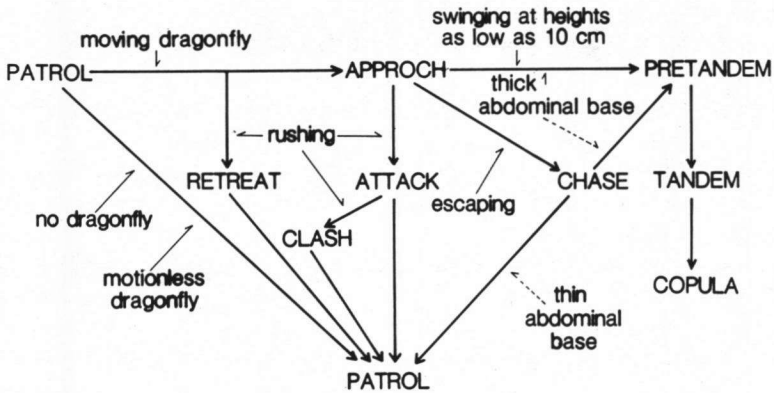 moving dragonfly
swinging at heights
as low as 10 cm
PATROL
APPROCH
PRETANDEM
thick 1
abdominal base
rushing
RETREAT
ATTACK
CHASE
TANDEM
escaping
no dragonfly
CLASH
motionless
dragonfly
thin
abdominal
base
COPULA
PATROL